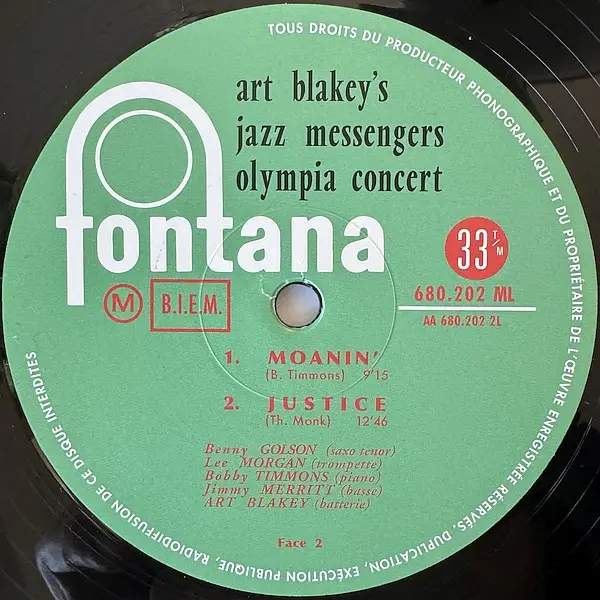 TOUS DROITS DU PRODUCTEUR PHONOGRAPHIQUE ET DU PROPRIÉTAIRE DE L'ŒUVRE ENREGISTRÉE RÉSERVÉS. DUPLICATION, EXÉCUTION PUBLIQUE, RADIODIFFUSION DE CE DISQUE INTERDITES
art blakey's
jazz messengers
olympia concert
fontana
33 T/M
680.202 ML
AA 680.202 2L
M B.I.E.M.
1. MOANIN'
(B. Timmons) 9'15
2. JUSTICE
(Th. Monk) 12'46
Benny GOLSON (saxo tenor)
Lee MORGAN (trompette)
Bobby TIMMONS (piano)
Jimmy MERRITT (basse)
ART BLAKEY (batterie)
Face 2